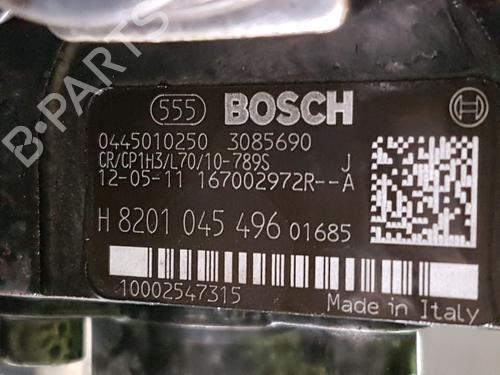 B-PARTS
555 BOSCH
0445010250 3085690
CR/CP1H3/L70/10-789S J
12-05-11 167002972R--A
H 8201 045 496 01685
10002547315
Made in Italy